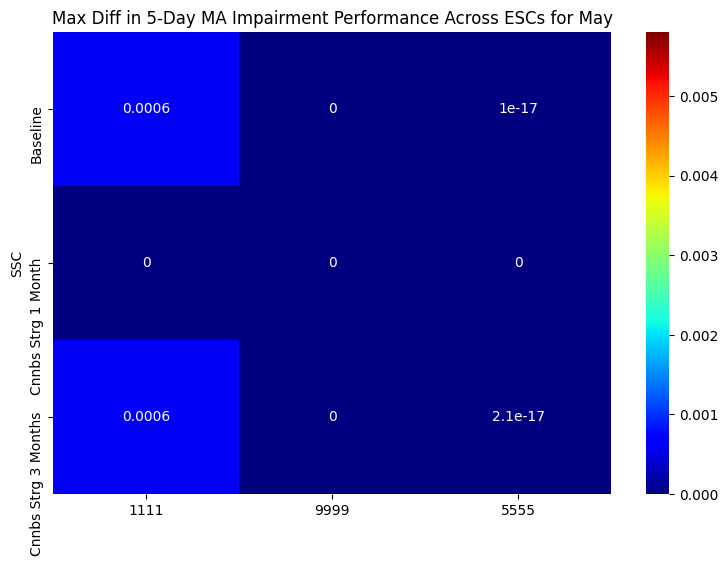 Max Diff in 5-Day MA Impairment Performance Across ESCs for May
SSC
Baseline
Cnnbs Strg 1 Month
Cnnbs Strg 3 Months
0.0006
0
1e-17
0
0
0
0.0006
0
2.1e-17
1111
9999
5555
0.005
0.004
0.003
0.002
0.001
0.000